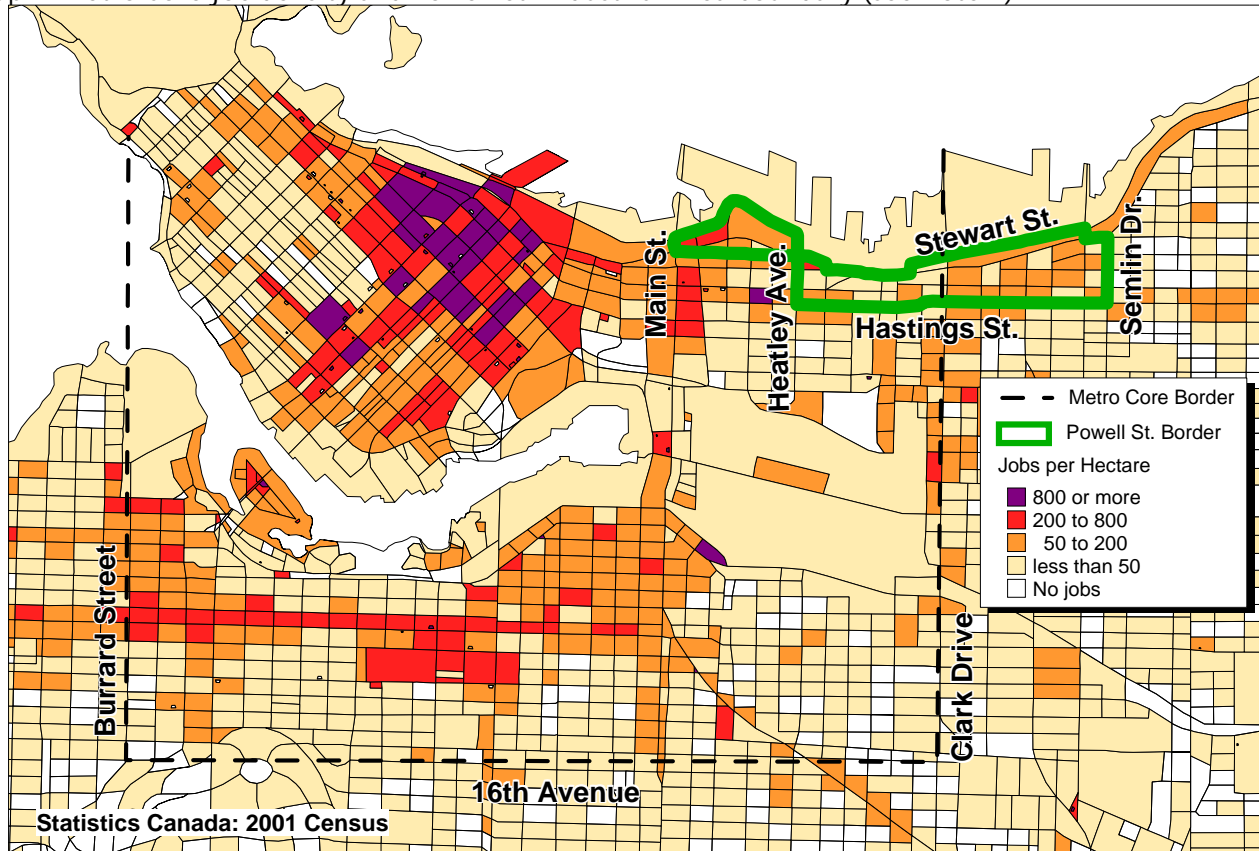 Main St.
Heatley Ave.
Stewart St.
Hastings St.
Semlin Dr.
Metro Core Border
Powell St. Border
Jobs per Hectare
800 or more
200 to 800
50 to 200
less than 50
No jobs
Burrard Street
Clark Drive
16th Avenue
Statistics Canada: 2001 Census